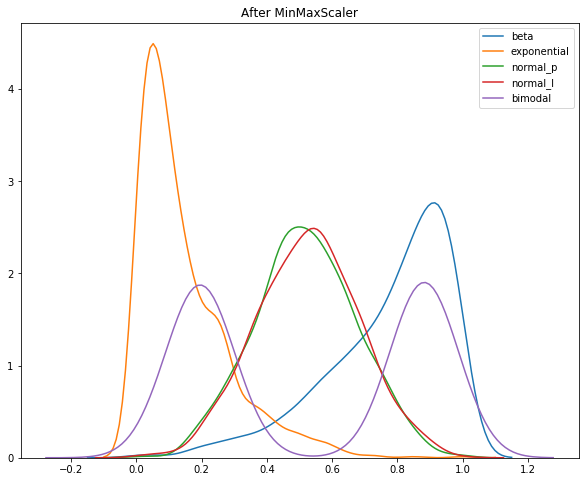 After MinMaxScaler
beta
exponential
normal_p
normal_l
bimodal
4
3
2
1
0
−0.2
0.0
0.2
0.4
0.6
0.8
1.0
1.2